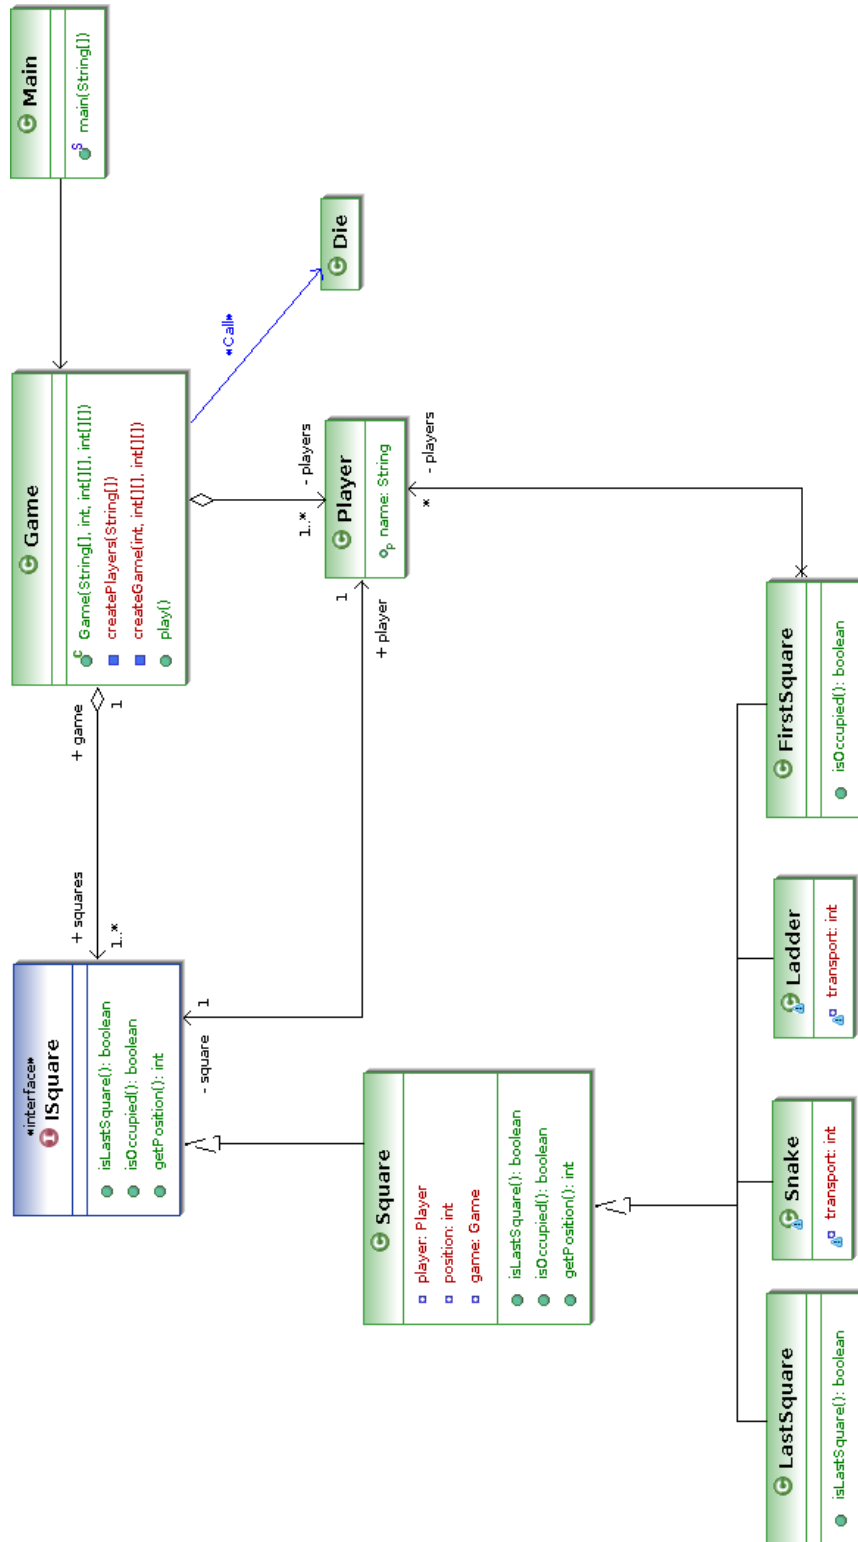 «interface»
ISquare
isLastSquare(): boolean
isOccupied(): boolean
getPosition(): int
+ squares
1..*
+ game
1
Game
Game(String[], int, int[][], int[][])
createPlayers(String[])
createGame(int, int[][], int[][])
play()
Main
main(String[])
- square
1
+ player
1
1..*
- players
«Call»
Die
Player
name: String
*
- players
Square
player: Player
position: int
game: Game
isLastSquare(): boolean
isOccupied(): boolean
getPosition(): int
LastSquare
isLastSquare(): boolean
Snake
transport: int
Ladder
transport: int
FirstSquare
isOccupied(): boolean